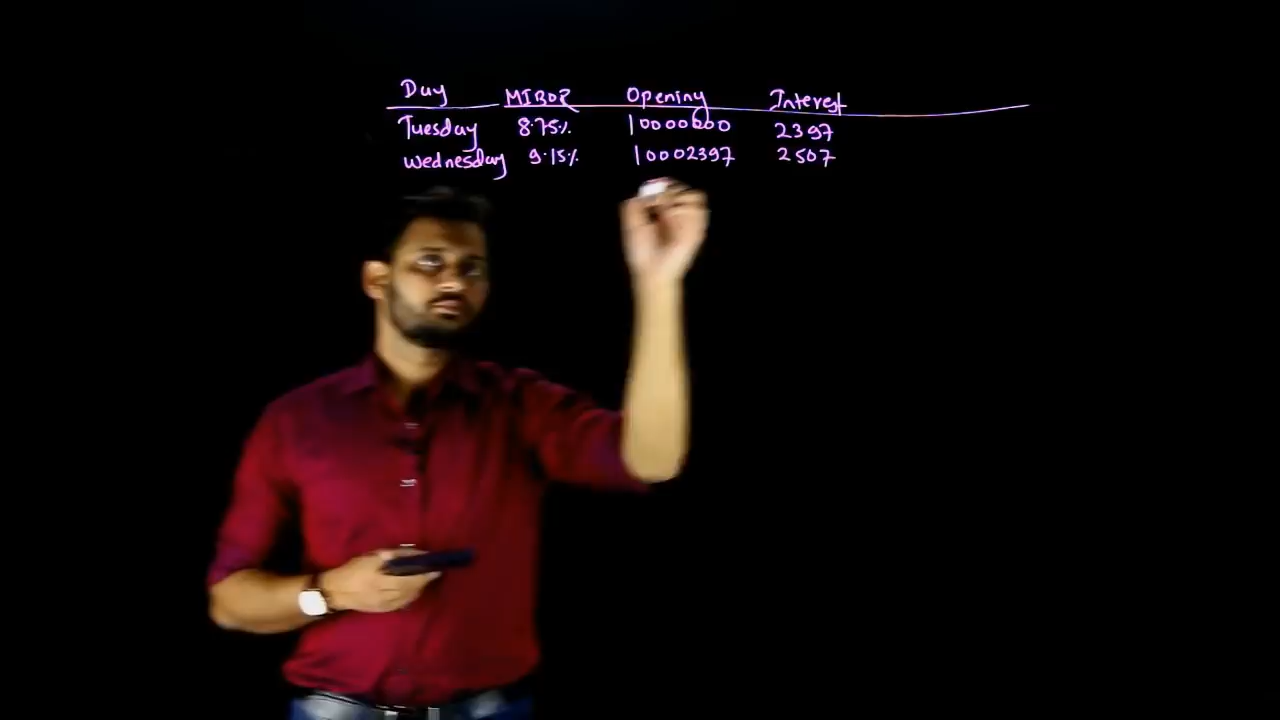 Day MIBOR Opening Interest
Tuesday 8.75% 10000000 2397
Wednesday 9.15% 10002397 2507